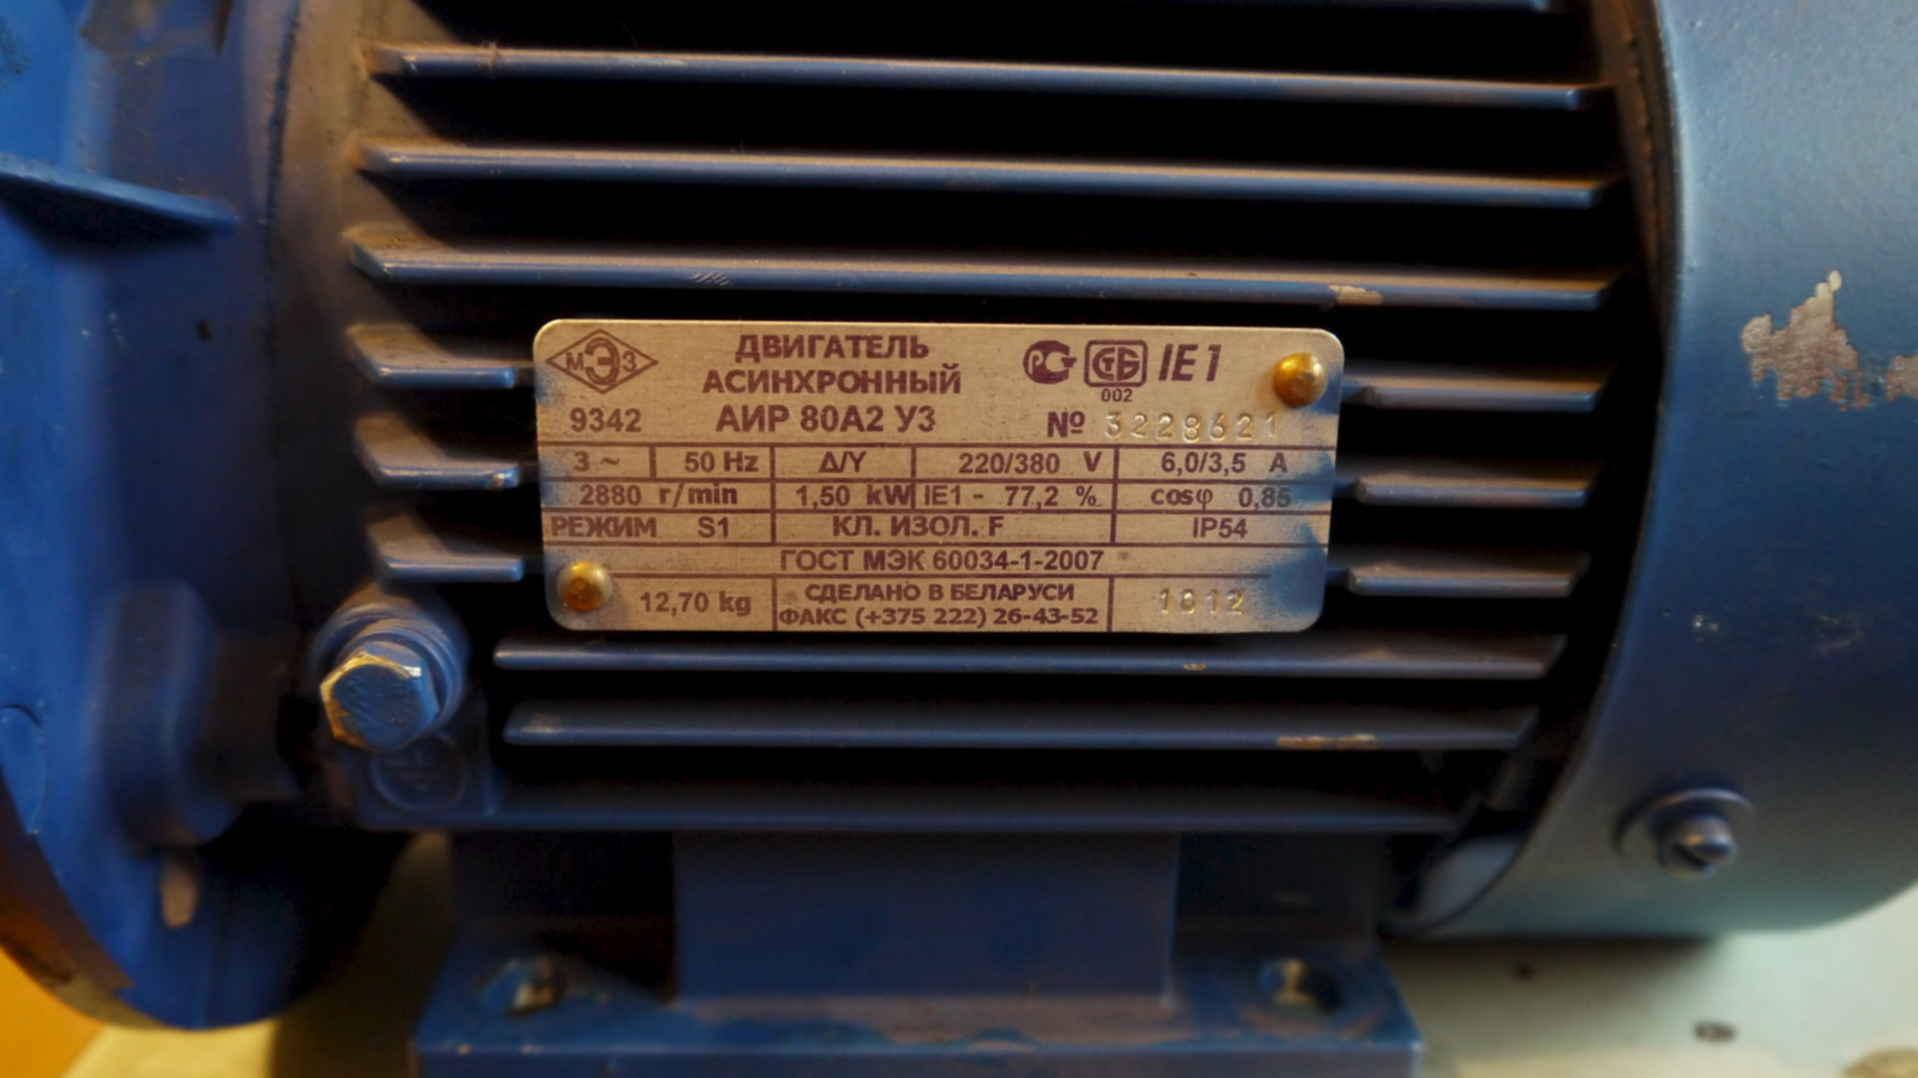 МЭЗ ДВИГАТЕЛЬ РСТ СТБ IE1
АСИНХРОННЫЙ 002
9342 АИР 80А2 У3 № 3228621
3 ~ 50 Hz Δ/Y 220/380 V 6,0/3,5 A
2880 r/min 1,50 kW IE1 - 77,2 % cosφ 0,85
РЕЖИМ S1 КЛ. ИЗОЛ. F IP54
ГОСТ МЭК 60034-1-2007
12,70 kg СДЕЛАНО В БЕЛАРУСИ
ФАКС (+375 222) 26-43-52